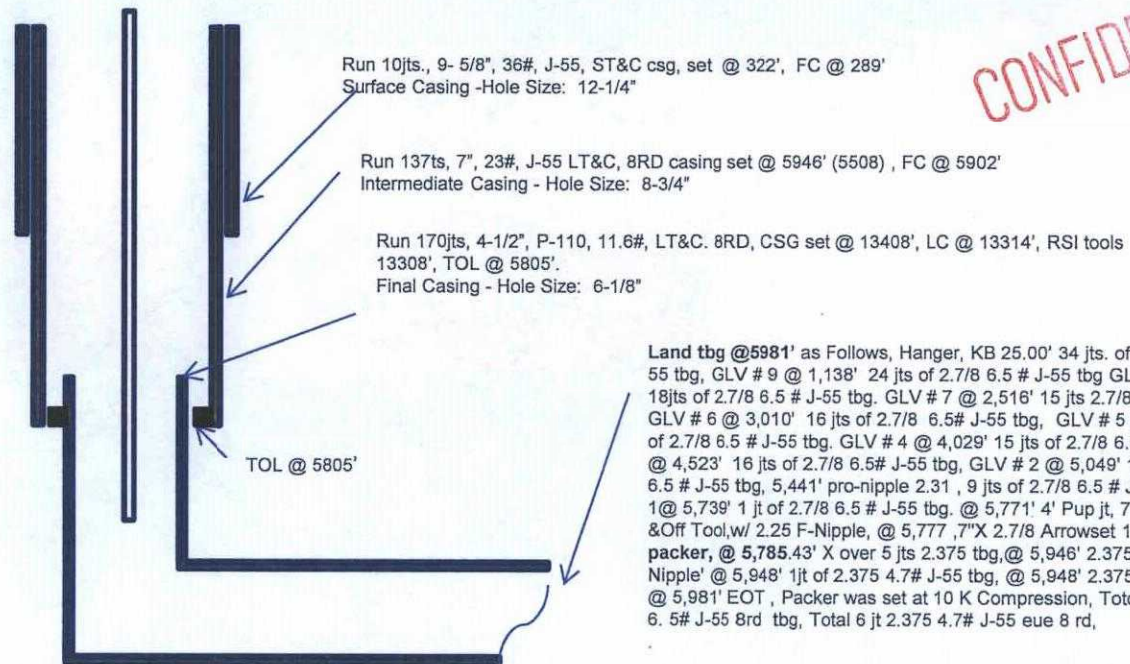 CONFIDE
Run 10jts., 9- 5/8", 36#, J-55, ST&C csg, set @ 322', FC @ 289'
Surface Casing -Hole Size: 12-1/4"
Run 137ts, 7", 23#, J-55 LT&C, 8RD casing set @ 5946' (5508) , FC @ 5902'
Intermediate Casing - Hole Size: 8-3/4"
Run 170jts, 4-1/2", P-110, 11.6#, LT&C. 8RD, CSG set @ 13408', LC @ 13314', RSI tools
13308', TOL @ 5805'.
Final Casing - Hole Size: 6-1/8"
Land tbg @5981' as Follows, Hanger, KB 25.00' 34 jts. of
55 tbg, GLV # 9 @ 1,138' 24 jts of 2.7/8 6.5 # J-55 tbg GL
18jts of 2.7/8 6.5 # J-55 tbg. GLV # 7 @ 2,516' 15 jts 2.7/8
GLV # 6 @ 3,010' 16 jts of 2.7/8 6.5# J-55 tbg, GLV # 5
of 2.7/8 6.5 # J-55 tbg. GLV # 4 @ 4,029' 15 jts of 2.7/8 6.
@ 4,523' 16 jts of 2.7/8 6.5# J-55 tbg, GLV # 2 @ 5,049'
6.5 # J-55 tbg, 5,441' pro-nipple 2.31 , 9 jts of 2.7/8 6.5 # J
1@ 5,739' 1 jt of 2.7/8 6.5 # J-55 tbg. @ 5,771' 4' Pup jt, 7
&Off Tool,w/ 2.25 F-Nipple, @ 5,777 ,7"X 2.7/8 Arrowset 1
packer, @ 5,785.43' X over 5 jts 2.375 tbg,@ 5,946' 2.375
Nipple' @ 5,948' 1jt of 2.375 4.7# J-55 tbg, @ 5,948' 2.375
@ 5,981' EOT , Packer was set at 10 K Compression, Tot
6. 5# J-55 8rd tbg, Total 6 jt 2.375 4.7# J-55 eue 8 rd,
TOL @ 5805'